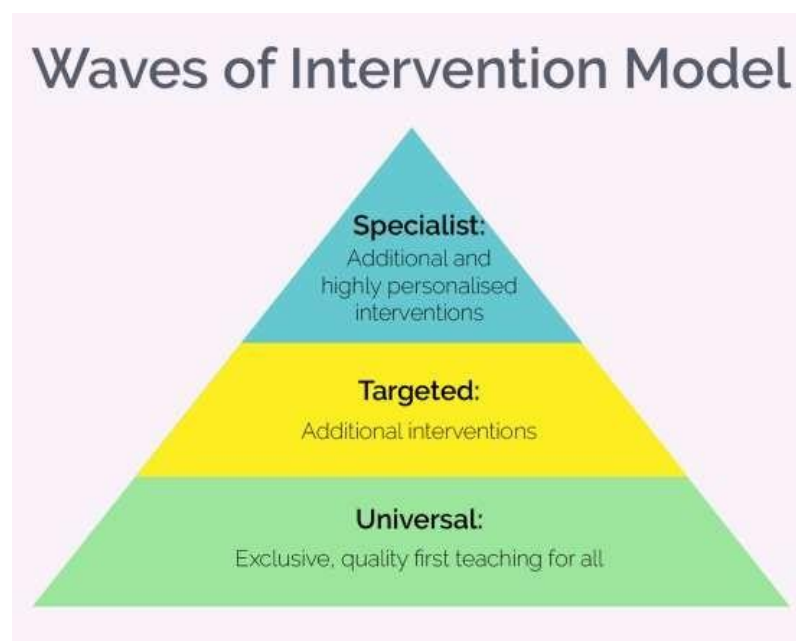 Waves of Intervention Model
Specialist:
Additional and
highly personalised
interventions
Targeted:
Additional interventions
Universal:
Exclusive, quality first teaching for all